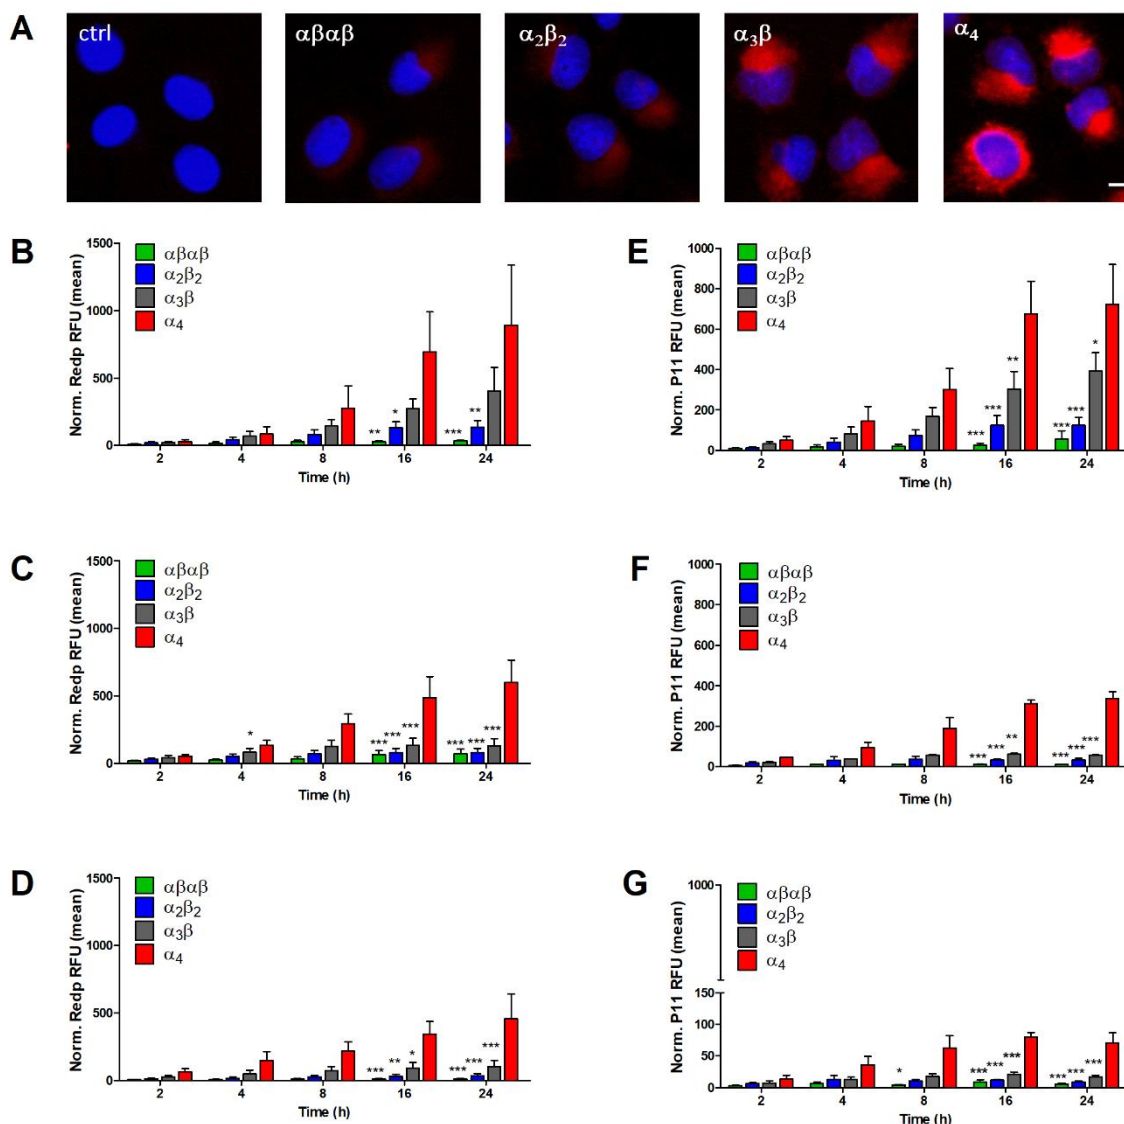 A
ctrl
αβαβ
α₂β₂
α₃β
α₄
B
Norm. Redp RFU (mean)
1500
1000
500
0
αβαβ
α₂β₂
α₃β
α₄
** *
*** **
2 4 8 16 24
Time (h)
E
Norm. P11 RFU (mean)
1000
800
600
400
200
0
αβαβ
α₂β₂
α₃β
α₄
*** *** **
*** *** *
2 4 8 16 24
Time (h)
C
Norm. Redp RFU (mean)
1500
1000
500
0
αβαβ
α₂β₂
α₃β
α₄
*
*** *** ***
*** *** ***
2 4 8 16 24
Time (h)
F
Norm. P11 RFU (mean)
1000
800
600
400
200
0
αβαβ
α₂β₂
α₃β
α₄
*** *** **
*** *** ***
2 4 8 16 24
Time (h)
D
Norm. Redp RFU (mean)
1500
1000
500
0
αβαβ
α₂β₂
α₃β
α₄
*** ** *
*** *** ***
2 4 8 16 24
Time (h)
G
Norm. P11 RFU (mean)
1000
150
100
50
0
αβαβ
α₂β₂
α₃β
α₄
*
*** *** ***
*** *** ***
2 4 8 16 24
Time (h)